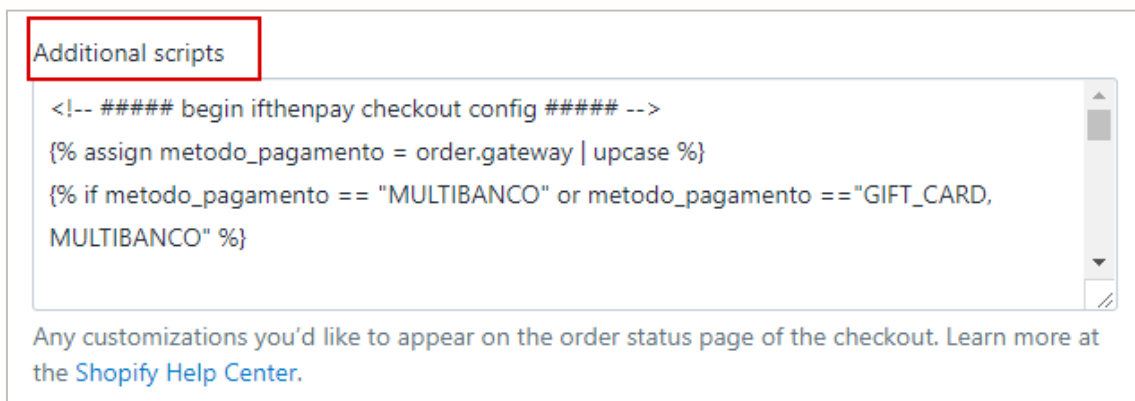 Additional scripts
<!-- ##### begin ifthenpay checkout config ##### -->
{% assign metodo_pagamento = order.gateway | upcase %}
{% if metodo_pagamento == "MULTIBANCO" or metodo_pagamento =="GIFT_CARD,
MULTIBANCO" %}
Any customizations you'd like to appear on the order status page of the checkout. Learn more at
the Shopify Help Center.